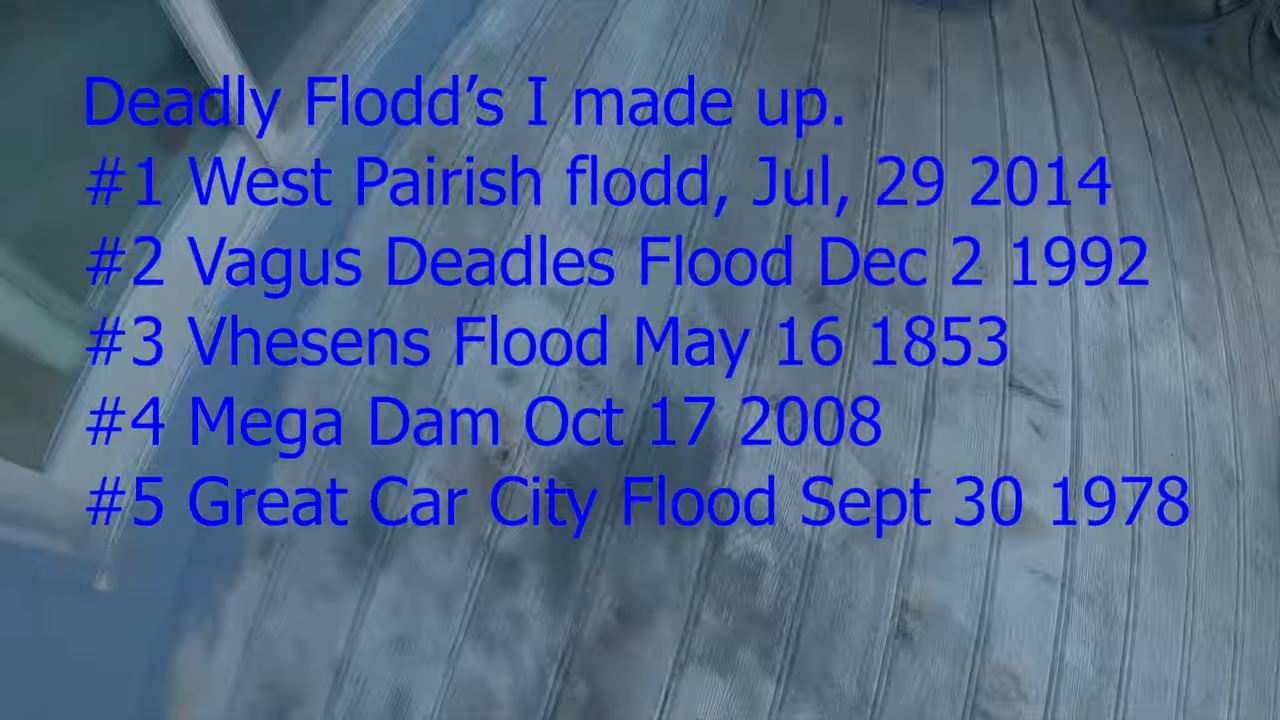 Deadly Flodd’s I made up.
#1 West Pairish flodd, Jul, 29 2014
#2 Vagus Deadles Flood Dec 2 1992
#3 Vhesens Flood May 16 1853
#4 Mega Dam Oct 17 2008
#5 Great Car City Flood Sept 30 1978